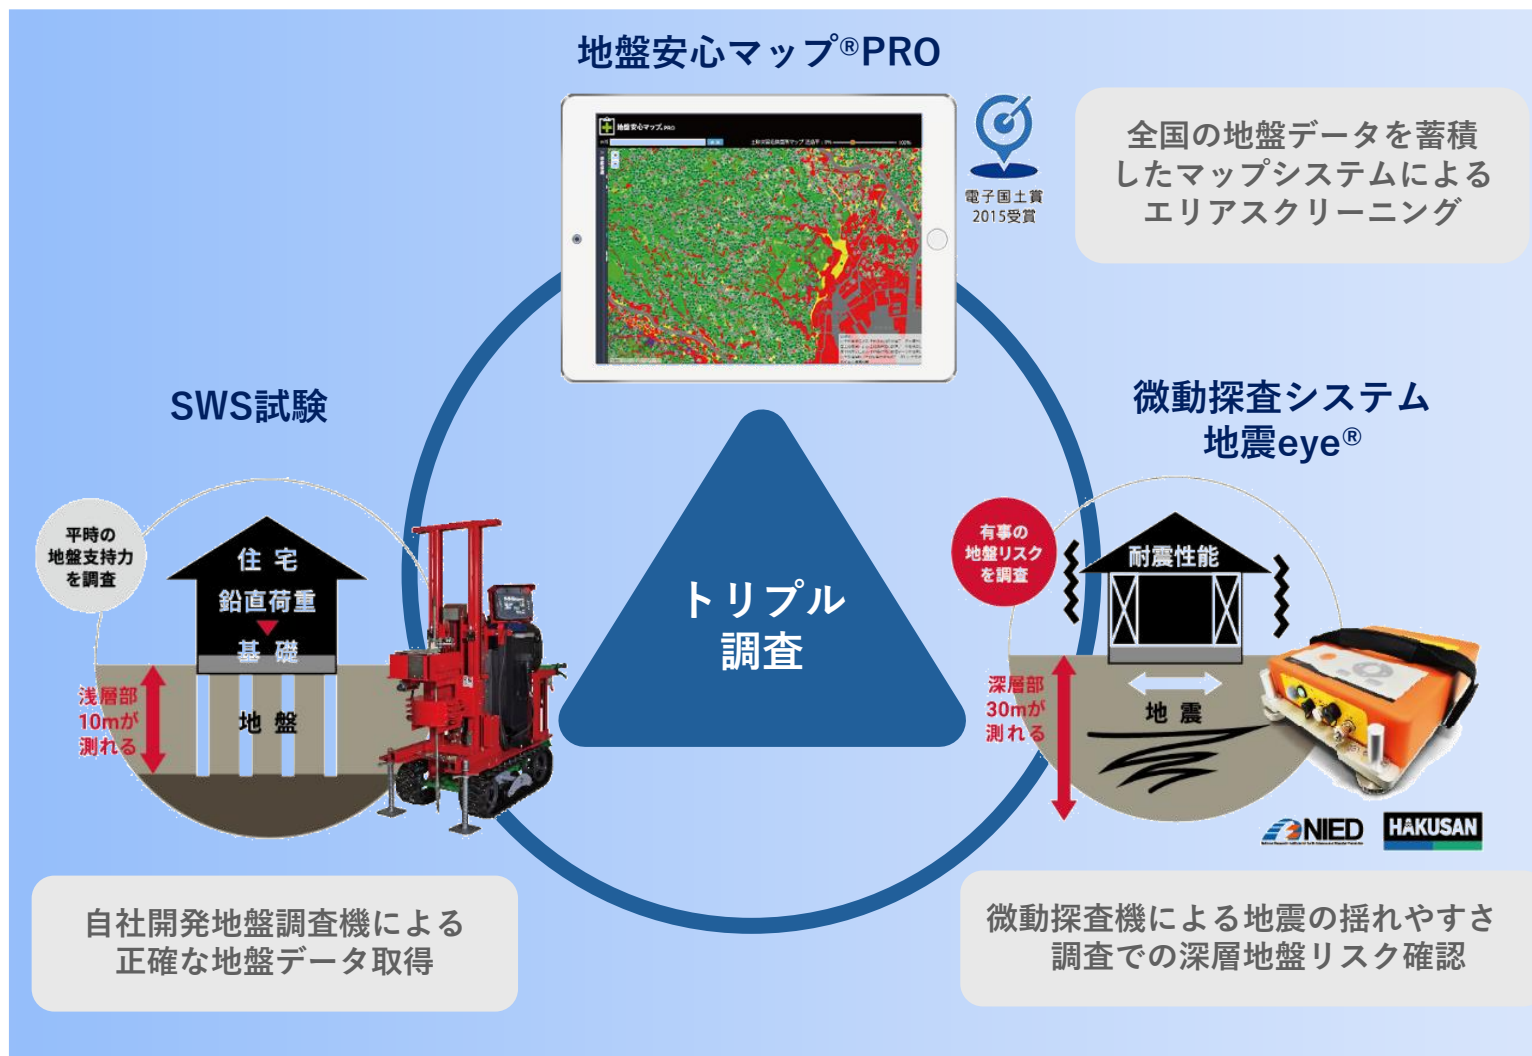 地盤安心マップ®PRO
地盤安心マップ®PRO
100%
電子国土賞
2015受賞
全国の地盤データを蓄積
したマップシステムによる
エリアスクリーニング
SWS試験
平時の
地盤支持力
を調査
住宅
鉛直荷重
基礎
浅層部
10mが
測れる
地盤
トリプル
調査
微動探査システム
地震eye®
有事の
地盤リスク
を調査
耐震性能
深層部
30mが
測れる
地震
NIED
HAKUSAN
自社開発地盤調査機による
正確な地盤データ取得
微動探査機による地震の揺れやすさ
調査での深層地盤リスク確認